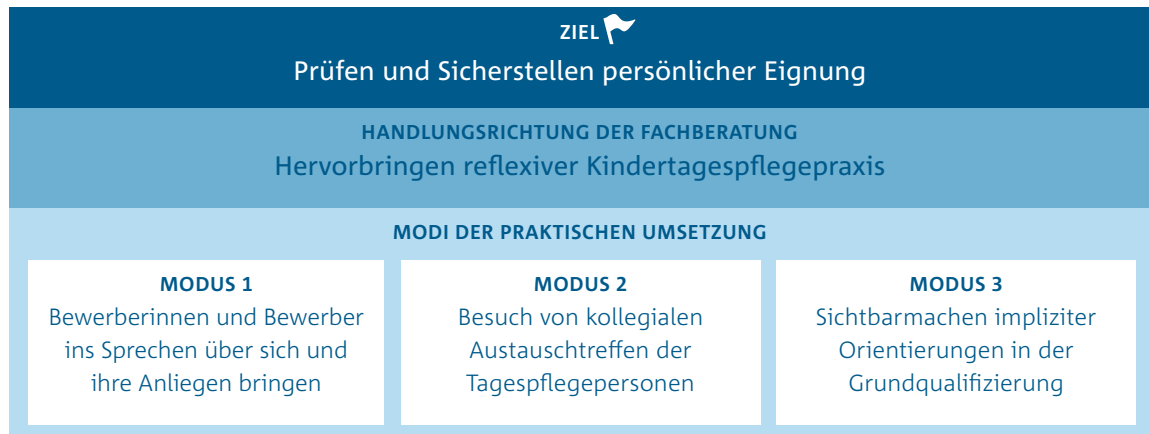 ZIEL
Prüfen und Sicherstellen persönlicher Eignung
HANDLUNGSRICHTUNG DER FACHBERATUNG
Hervorbringen reflexiver Kindertagespflegepraxis
MODI DER PRAKTISCHEN UMSETZUNG
MODUS 1
Bewerberinnen und Bewerber
ins Sprechen über sich und
ihre Anliegen bringen
MODUS 2
Besuch von kollegialen
Austauschtreffen der
Tagespflegepersonen
MODUS 3
Sichtbarmachen impliziter
Orientierungen in der
Grundqualifizierung